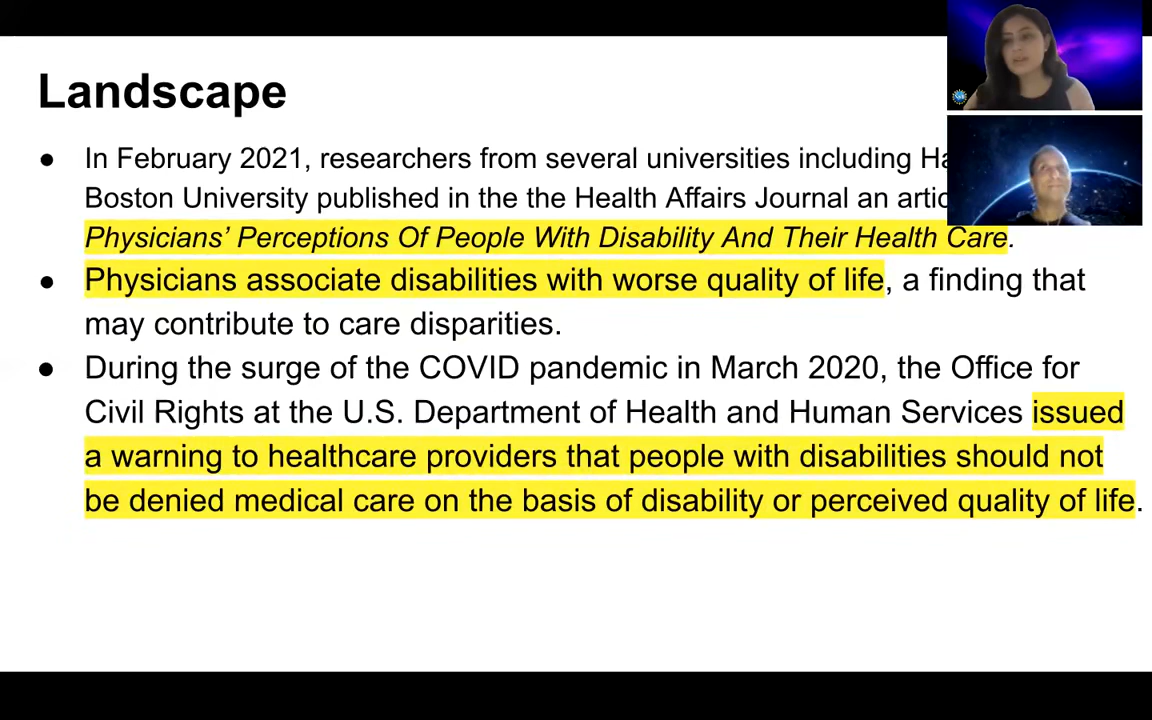 Landscape
● In February 2021, researchers from several universities including
Boston University published in the the Health Affairs Journal an
Physicians’ Perceptions Of People With Disability And Their Health Care.
● Physicians associate disabilities with worse quality of life, a finding that
may contribute to care disparities.
● During the surge of the COVID pandemic in March 2020, the Office for
Civil Rights at the U.S. Department of Health and Human Services issued
a warning to healthcare providers that people with disabilities should not
be denied medical care on the basis of disability or perceived quality of life.